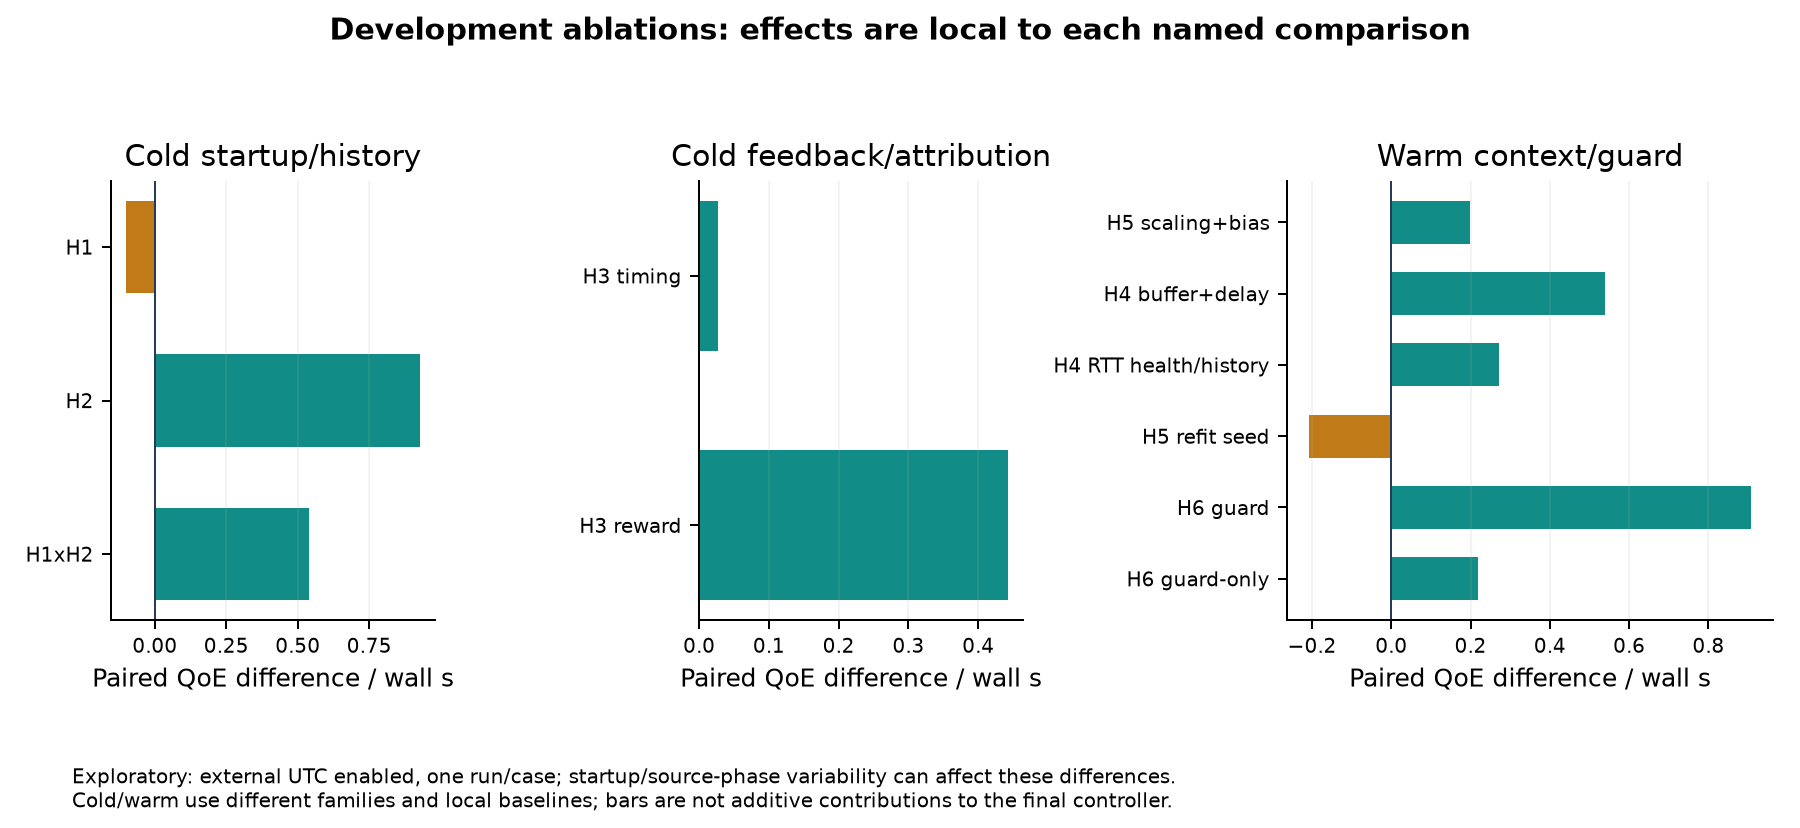 Development ablations: effects are local to each named comparison
Cold startup/history
H1
H2
H1xH2
0.00 0.25 0.50 0.75
Paired QoE difference / wall s
Cold feedback/attribution
H3 timing
H3 reward
0.0 0.1 0.2 0.3 0.4
Paired QoE difference / wall s
Warm context/guard
H5 scaling+bias
H4 buffer+delay
H4 RTT health/history
H5 refit seed
H6 guard
H6 guard-only
−0.2 0.0 0.2 0.4 0.6 0.8
Paired QoE difference / wall s
Exploratory: external UTC enabled, one run/case; startup/source-phase variability can affect these differences.
Cold/warm use different families and local baselines; bars are not additive contributions to the final controller.